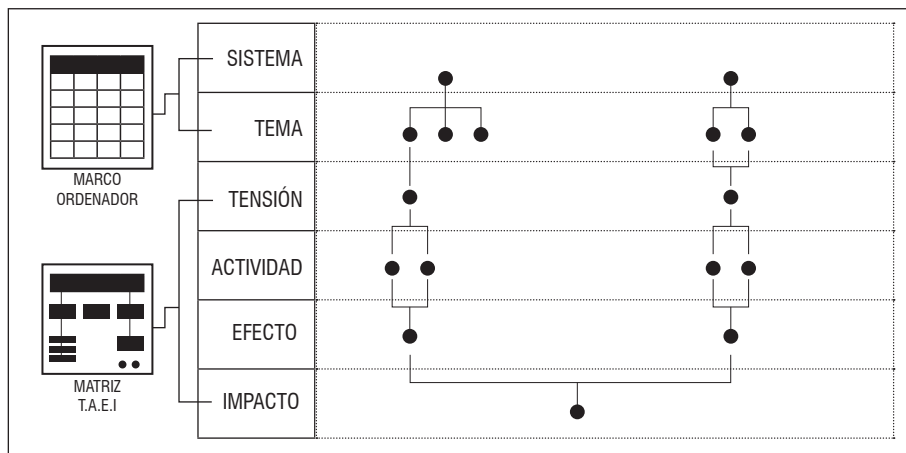 SISTEMA
TEMA
MARCO
ORDENADOR
TENSIÓN
ACTIVIDAD
EFECTO
MATRIZ
T.A.E.I
IMPACTO